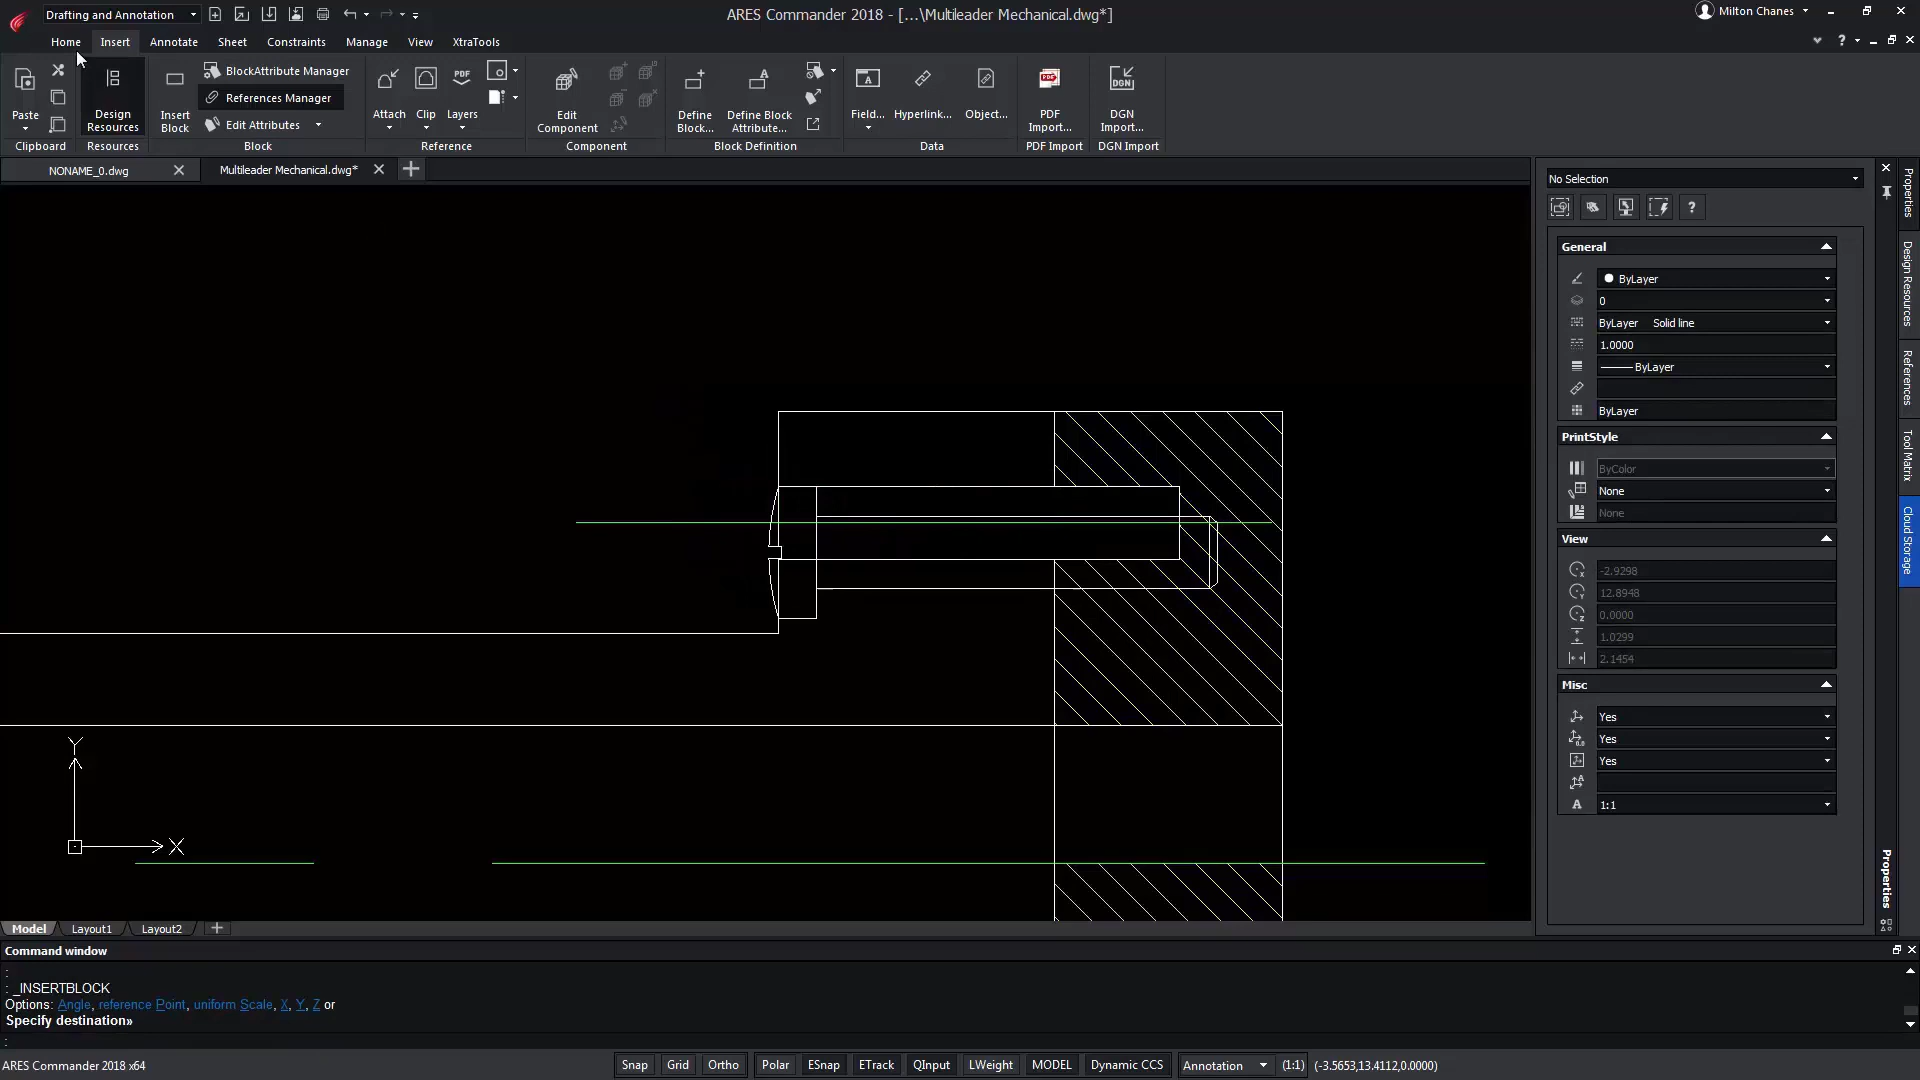 Drafting and Annotation
ARES Commander 2018 - [...\Multileader Mechanical.dwg*]
Milton Chanes
Home
Insert
Annotate
Sheet
Constraints
Manage
View
XtraTools
?
Paste
Clipboard
Design
Resources
Resources
Insert
Block
BlockAttribute Manager
References Manager
Edit Attributes
Block
Attach
Clip
PDF
Layers
Reference
Edit
Component
Component
Define
Block...
Define Block
Attribute...
Block Definition
Field...
Hyperlink...
Object...
Data
PDF
PDF
Import...
PDF Import
DGN
DGN
Import...
DGN Import
NONAME_0.dwg
Multileader Mechanical.dwg*
No Selection
?
General
ByLayer
0
ByLayer Solid line
1.0000
ByLayer
ByLayer
PrintStyle
ByColor
None
None
View
-2.9298
12.8948
0.0000
1.0299
2.1454
Misc
Yes
Yes
Yes
1:1
Properties
Properties
Design Resources
References
Tool Matrix
Cloud Storage
Y
X
Model
Layout1
Layout2
Command window
:
: _INSERTBLOCK
Options: Angle, reference Point, uniform Scale, X, Y, Z or
Specify destination»
:
ARES Commander 2018 x64
Snap
Grid
Ortho
Polar
ESnap
ETrack
QInput
LWeight
MODEL
Dynamic CCS
Annotation
(1:1)
(-3.5653,13.4112,0.0000)